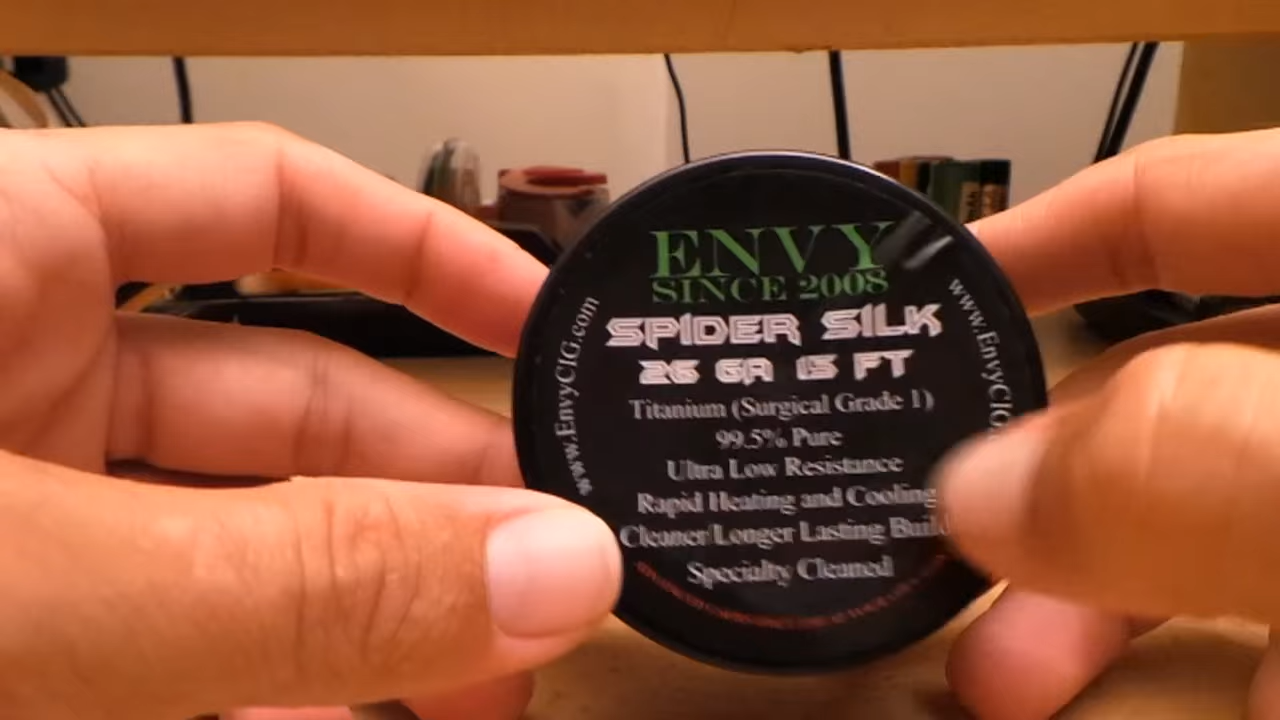 ENVY
SINCE 2008
SPIDER SILK
26 GA 15 FT
Titanium (Surgical Grade 1)
99.5% Pure
Ultra Low Resistance
Rapid Heating and Cooling
Cleaner/Longer Lasting Build
Specialty Cleaned
www.EnvyCIG.com
www.EnvyCIG